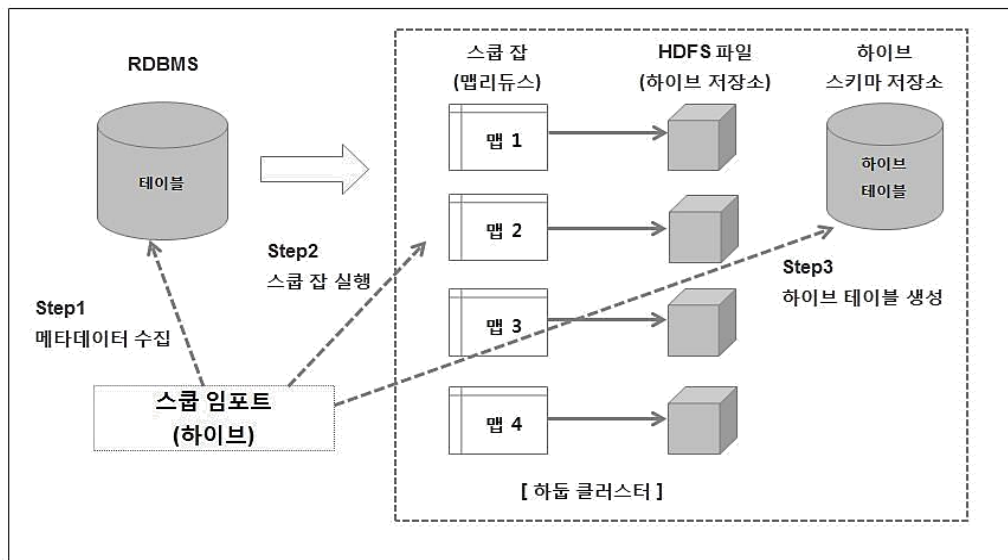 RDBMS
테이블
스쿱 잡
(맵리듀스)
HDFS 파일
(하이브 저장소)
하이브
스키마 저장소
맵 1
맵 2
맵 3
맵 4
하이브
테이블
Step1
메타데이터 수집
Step2
스쿱 잡 실행
Step3
하이브 테이블 생성
스쿱 임포트
(하이브)
[ 하둡 클러스터 ]